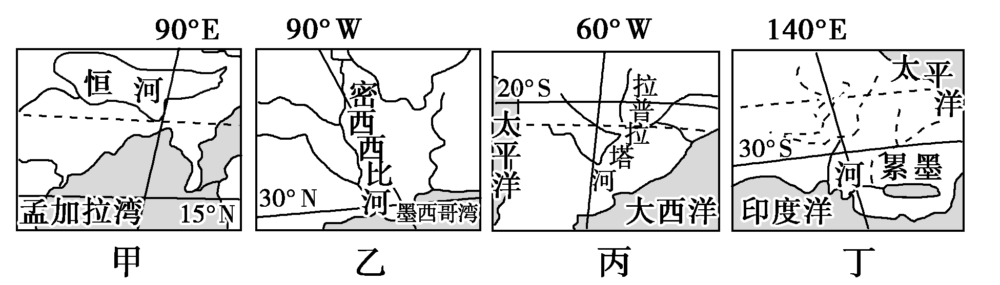 90°E
恒河
孟加拉湾
15°N
甲
90°W
密西西比河
30°N
墨西哥湾
乙
60°W
20°S
太平洋
拉普拉塔河
大西洋
丙
140°E
太平洋
30°S
河 累墨
印度洋
丁